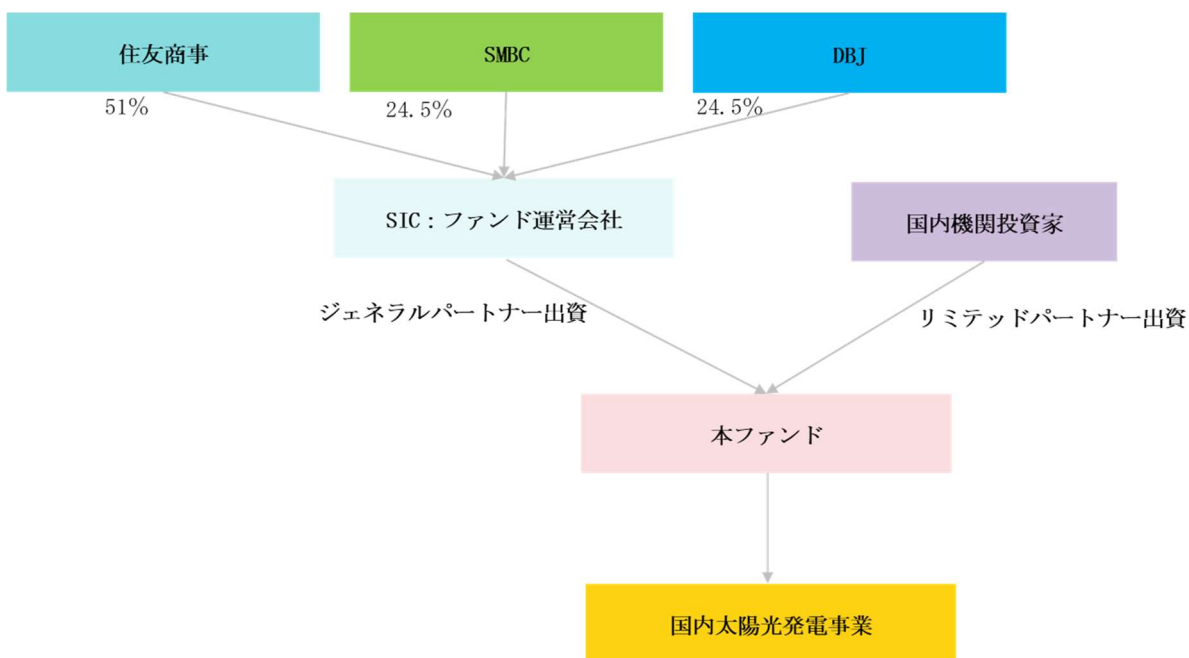 住友商事
SMBC
DBJ
51%
24.5%
24.5%
SIC：ファンド運営会社
国内機関投資家
ジェネラルパートナー出資
リミテッドパートナー出資
本ファンド
国内太陽光発電事業